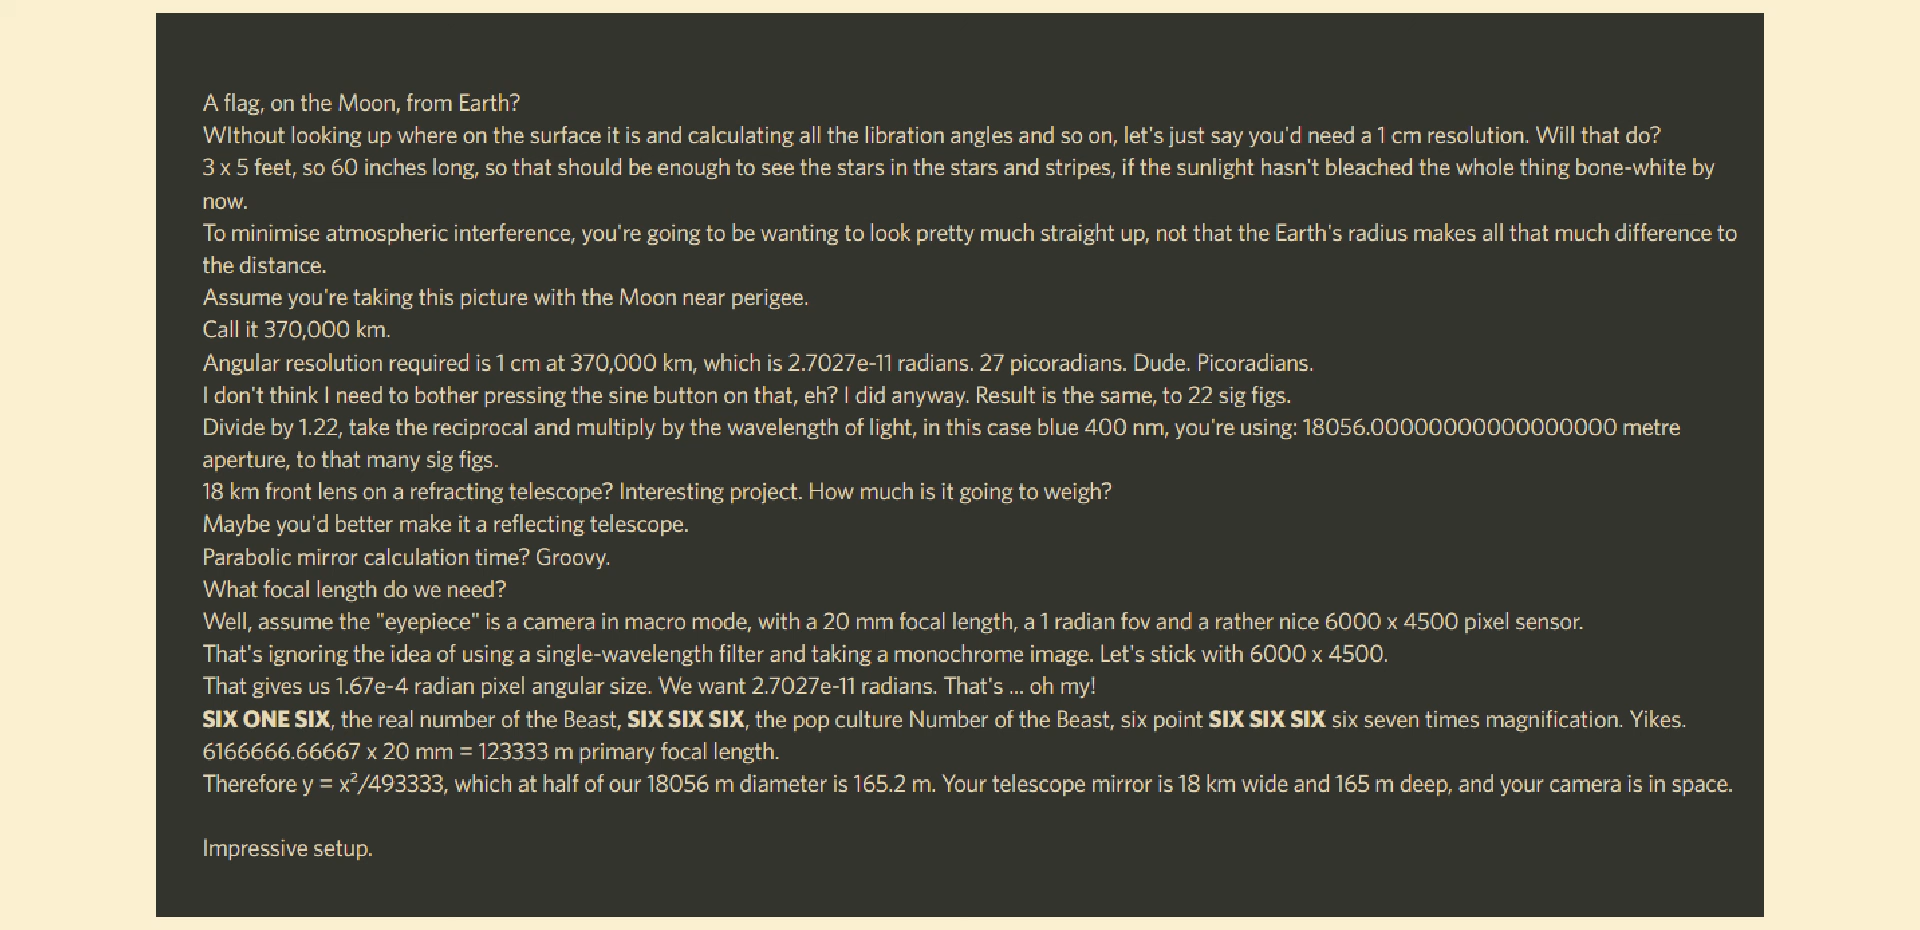 A flag, on the Moon, from Earth?
WIthout looking up where on the surface it is and calculating all the libration angles and so on, let's just say you'd need a 1 cm resolution. Will that do?
3 x 5 feet, so 60 inches long, so that should be enough to see the stars in the stars and stripes, if the sunlight hasn't bleached the whole thing bone-white by
now.
To minimise atmospheric interference, you're going to be wanting to look pretty much straight up, not that the Earth's radius makes all that much difference to
the distance.
Assume you're taking this picture with the Moon near perigee.
Call it 370,000 km.
Angular resolution required is 1 cm at 370,000 km, which is 2.7027e-11 radians. 27 picoradians. Dude. Picoradians.
I don't think I need to bother pressing the sine button on that, eh? I did anyway. Result is the same, to 22 sig figs.
Divide by 1.22, take the reciprocal and multiply by the wavelength of light, in this case blue 400 nm, you're using: 18056.00000000000000000 metre
aperture, to that many sig figs.
18 km front lens on a refracting telescope? Interesting project. How much is it going to weigh?
Maybe you'd better make it a reflecting telescope.
Parabolic mirror calculation time? Groovy.
What focal length do we need?
Well, assume the "eyepiece" is a camera in macro mode, with a 20 mm focal length, a 1 radian fov and a rather nice 6000 x 4500 pixel sensor.
That's ignoring the idea of using a single-wavelength filter and taking a monochrome image. Let's stick with 6000 x 4500.
That gives us 1.67e-4 radian pixel angular size. We want 2.7027e-11 radians. That's ... oh my!
SIX ONE SIX, the real number of the Beast, SIX SIX SIX, the pop culture Number of the Beast, six point SIX SIX SIX six seven times magnification. Yikes.
6166666.66667 x 20 mm = 123333 m primary focal length.
Therefore y = x²/493333, which at half of our 18056 m diameter is 165.2 m. Your telescope mirror is 18 km wide and 165 m deep, and your camera is in space.
Impressive setup.